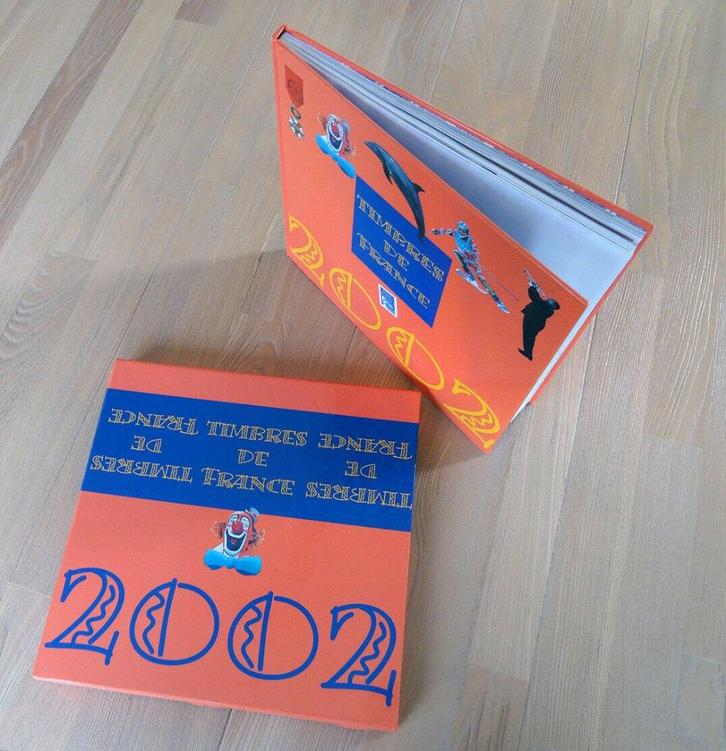 TIMBRES
DE
FRANCE
2002
FRANCE TIMBRES FRANCE
DE DE DE
TIMBRES FRANCE TIMBRES
2002